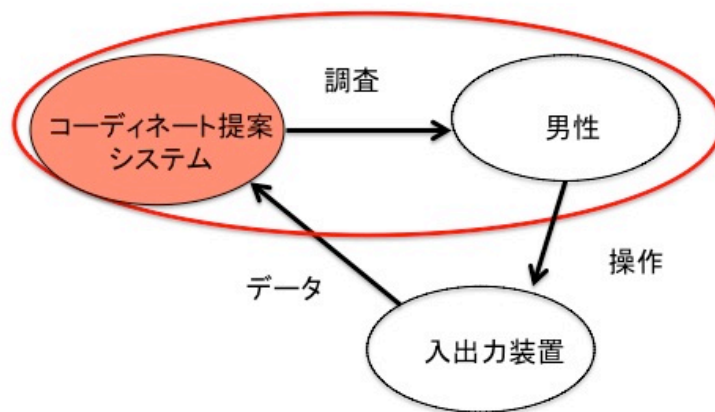 調査
コーディネート提案
システム
男性
操作
データ
入出力装置